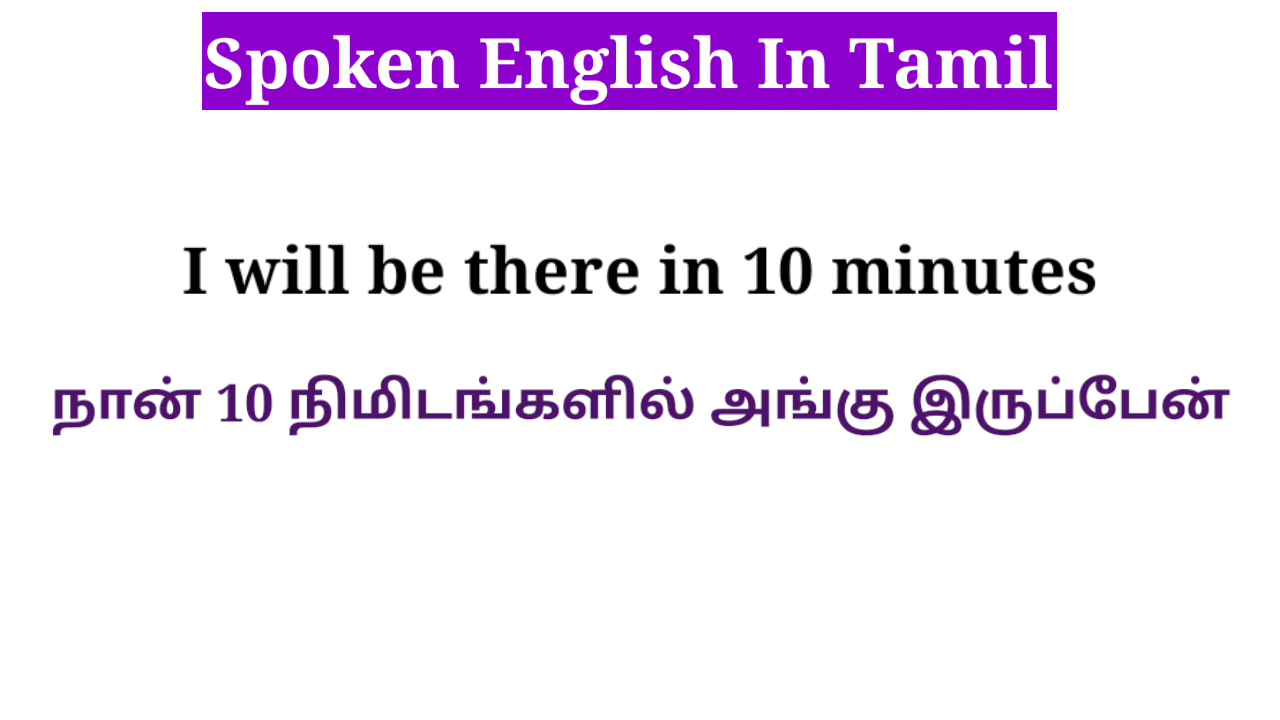 Spoken English In Tamil
I will be there in 10 minutes
நான் 10 நிமிடங்களில் அங்கு இருப்பேன்